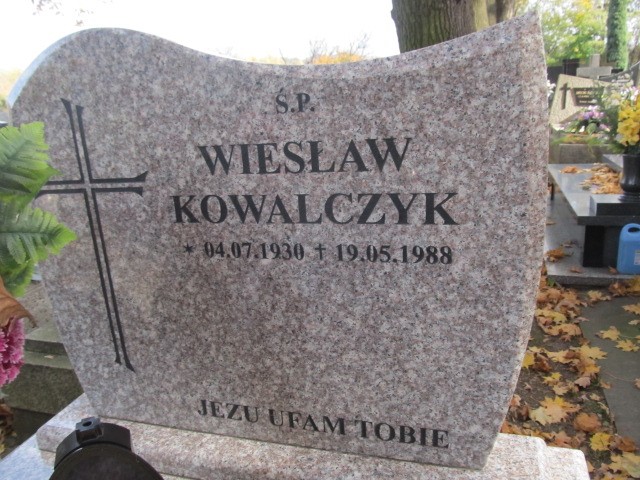 Ś.P.
WIESŁAW
KOWALCZYK
* 04.07.1930 † 19.05.1988
JEZU UFAM TOBIE